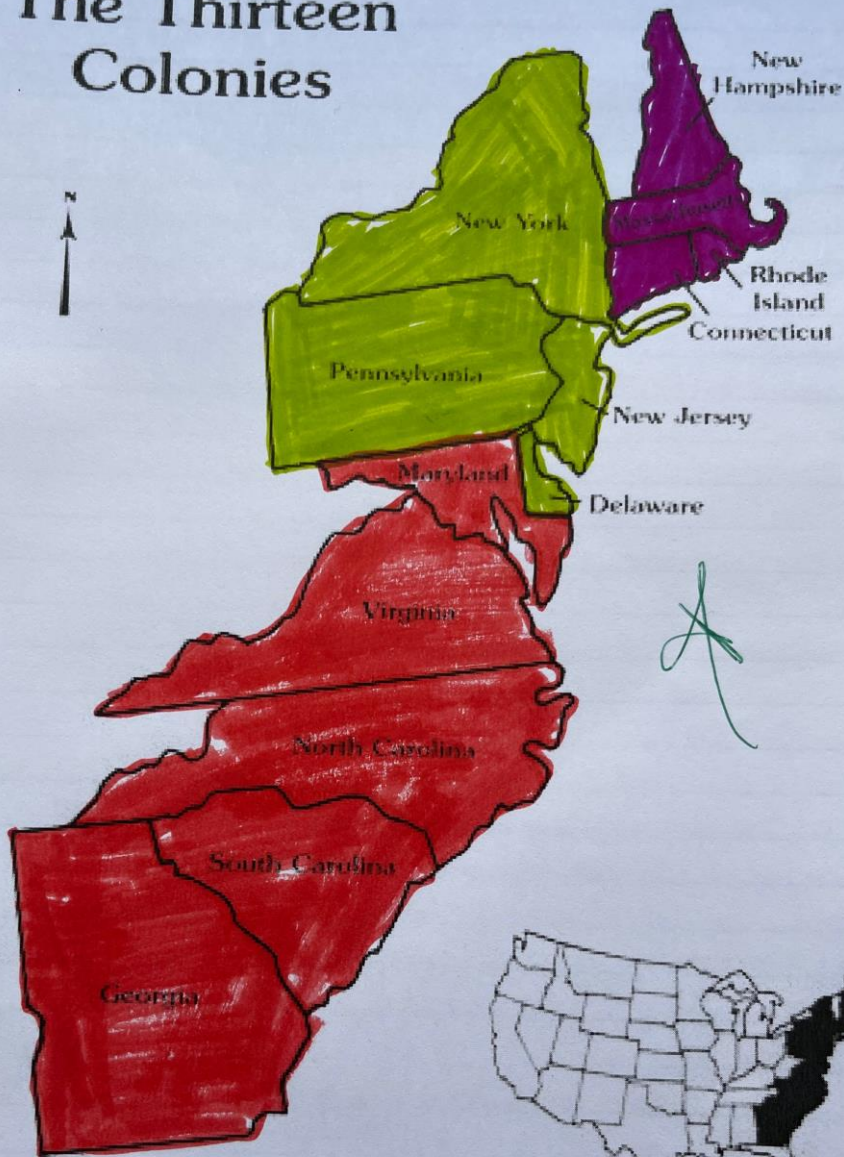 The Thirteen
Colonies
New
Hampshire
N
New York
Massachusetts
Rhode
Island
Connecticut
Pennsylvania
New Jersey
Maryland
Delaware
Virginia
A
North Carolina
South Carolina
Georgia